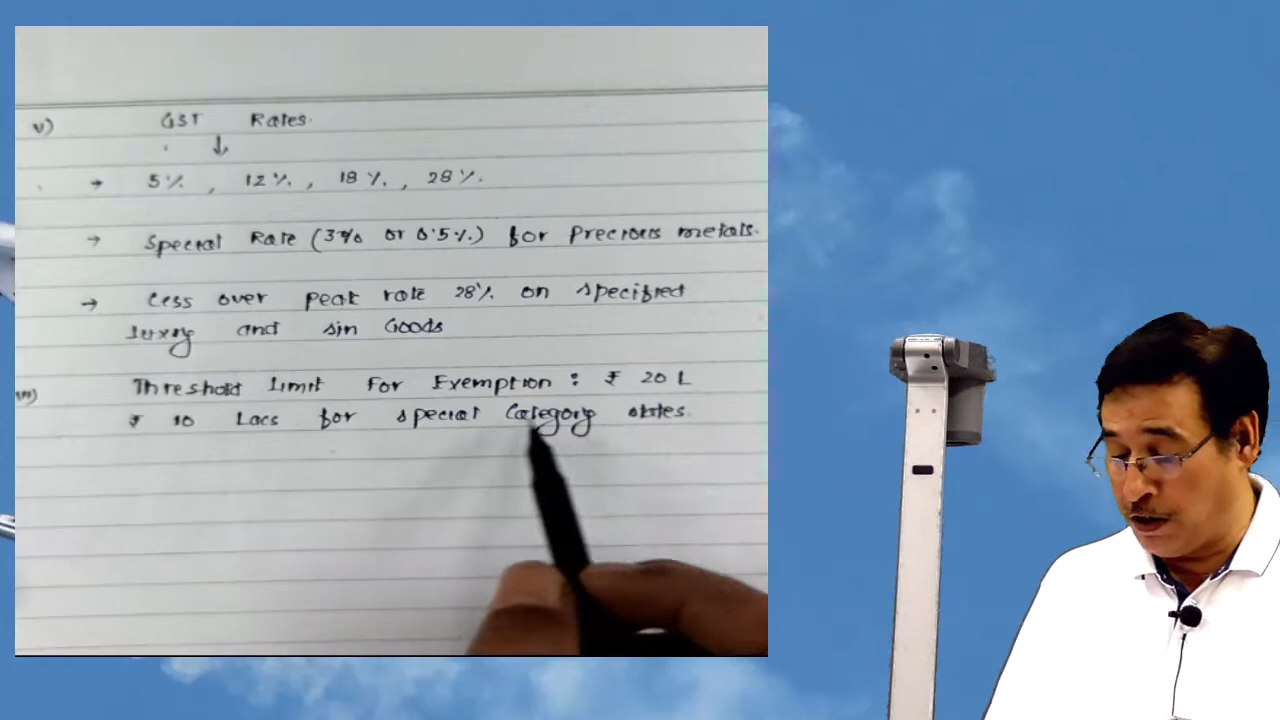 v) GST Rates.
↓
→ 5%, 12%, 18%, 28%.
→ Special Rate (3% or 0.5%) for Precious metals.
→ Cess over peak rate 28% on specified
luxury and sin Goods
Threshold Limit For Exemption : ₹ 20 L
₹ 10 Lacs for special Category states.